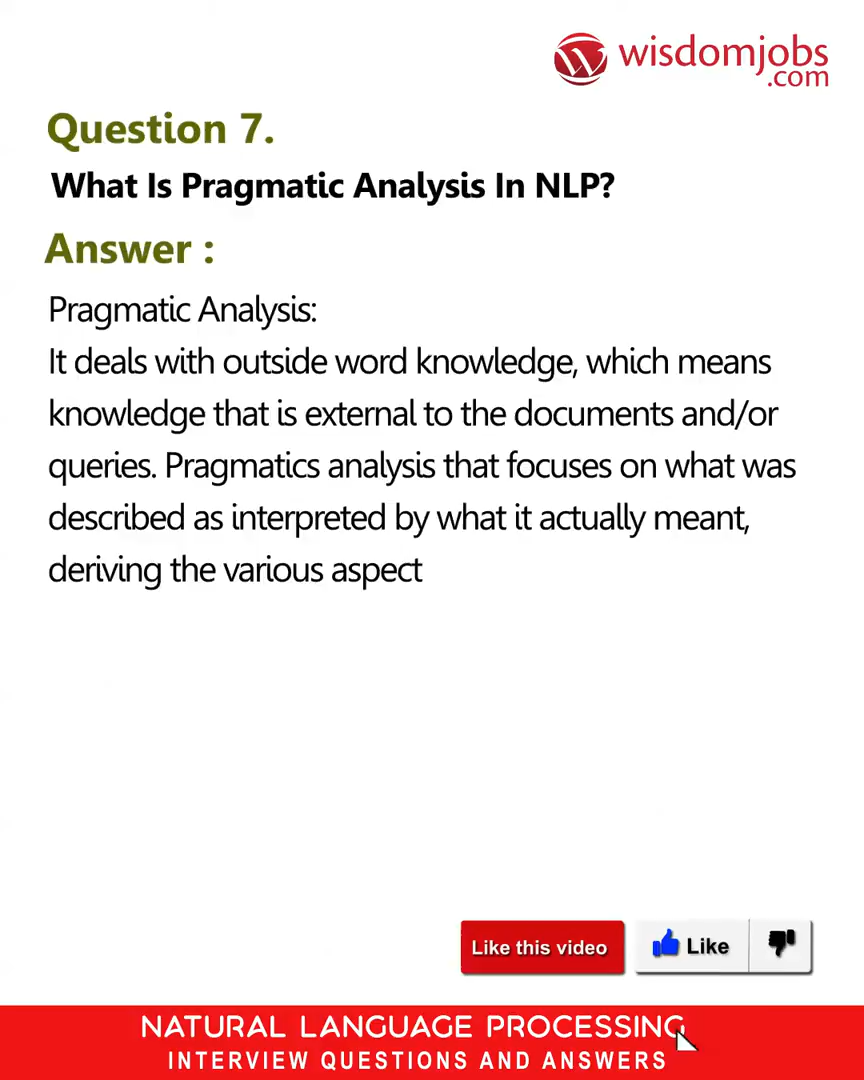 wisdomjobs
.com
Question 7.
What Is Pragmatic Analysis In NLP?
Answer :
Pragmatic Analysis:
It deals with outside word knowledge, which means
knowledge that is external to the documents and/or
queries. Pragmatics analysis that focuses on what was
described as interpreted by what it actually meant,
deriving the various aspect
Like this video
Like
NATURAL LANGUAGE PROCESSING
INTERVIEW QUESTIONS AND ANSWERS